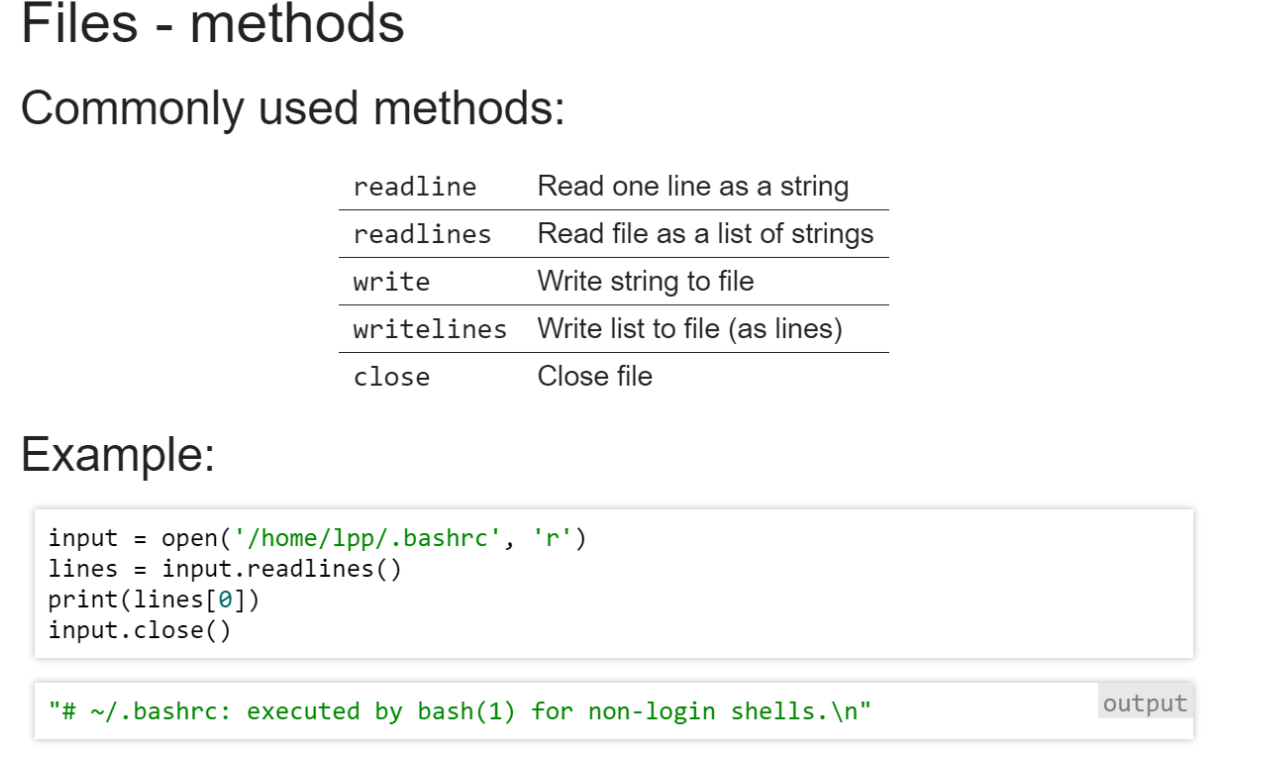 Files - methods
Commonly used methods:
readline Read one line as a string
readlines Read file as a list of strings
write Write string to file
writelines Write list to file (as lines)
close Close file
Example:
input = open('/home/lpp/.bashrc', 'r')
lines = input.readlines()
print(lines[0])
input.close()
"# ~/.bashrc: executed by bash(1) for non-login shells.\n"
output